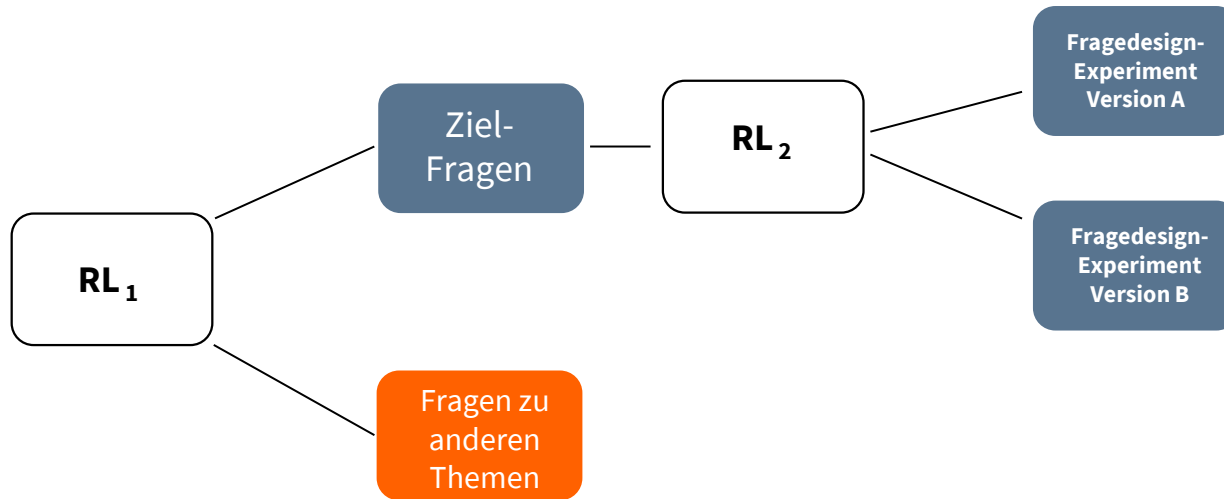 RL 1
Ziel-
Fragen
RL 2
Fragedesign-
Experiment
Version A
Fragedesign-
Experiment
Version B
Fragen zu
anderen
Themen